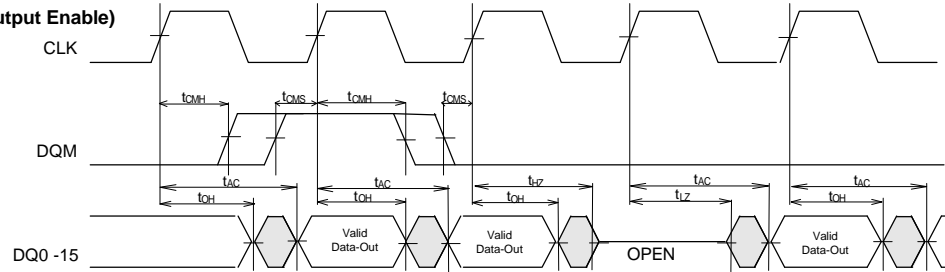 utput Enable)
CLK
tCMH tCMS tCMH tCMS
DQM
tAC tAC tHZ tAC tAC
tOH tOH tOH tLZ tOH
DQ0 -15 Valid Data-Out Valid Data-Out OPEN Valid Data-Out